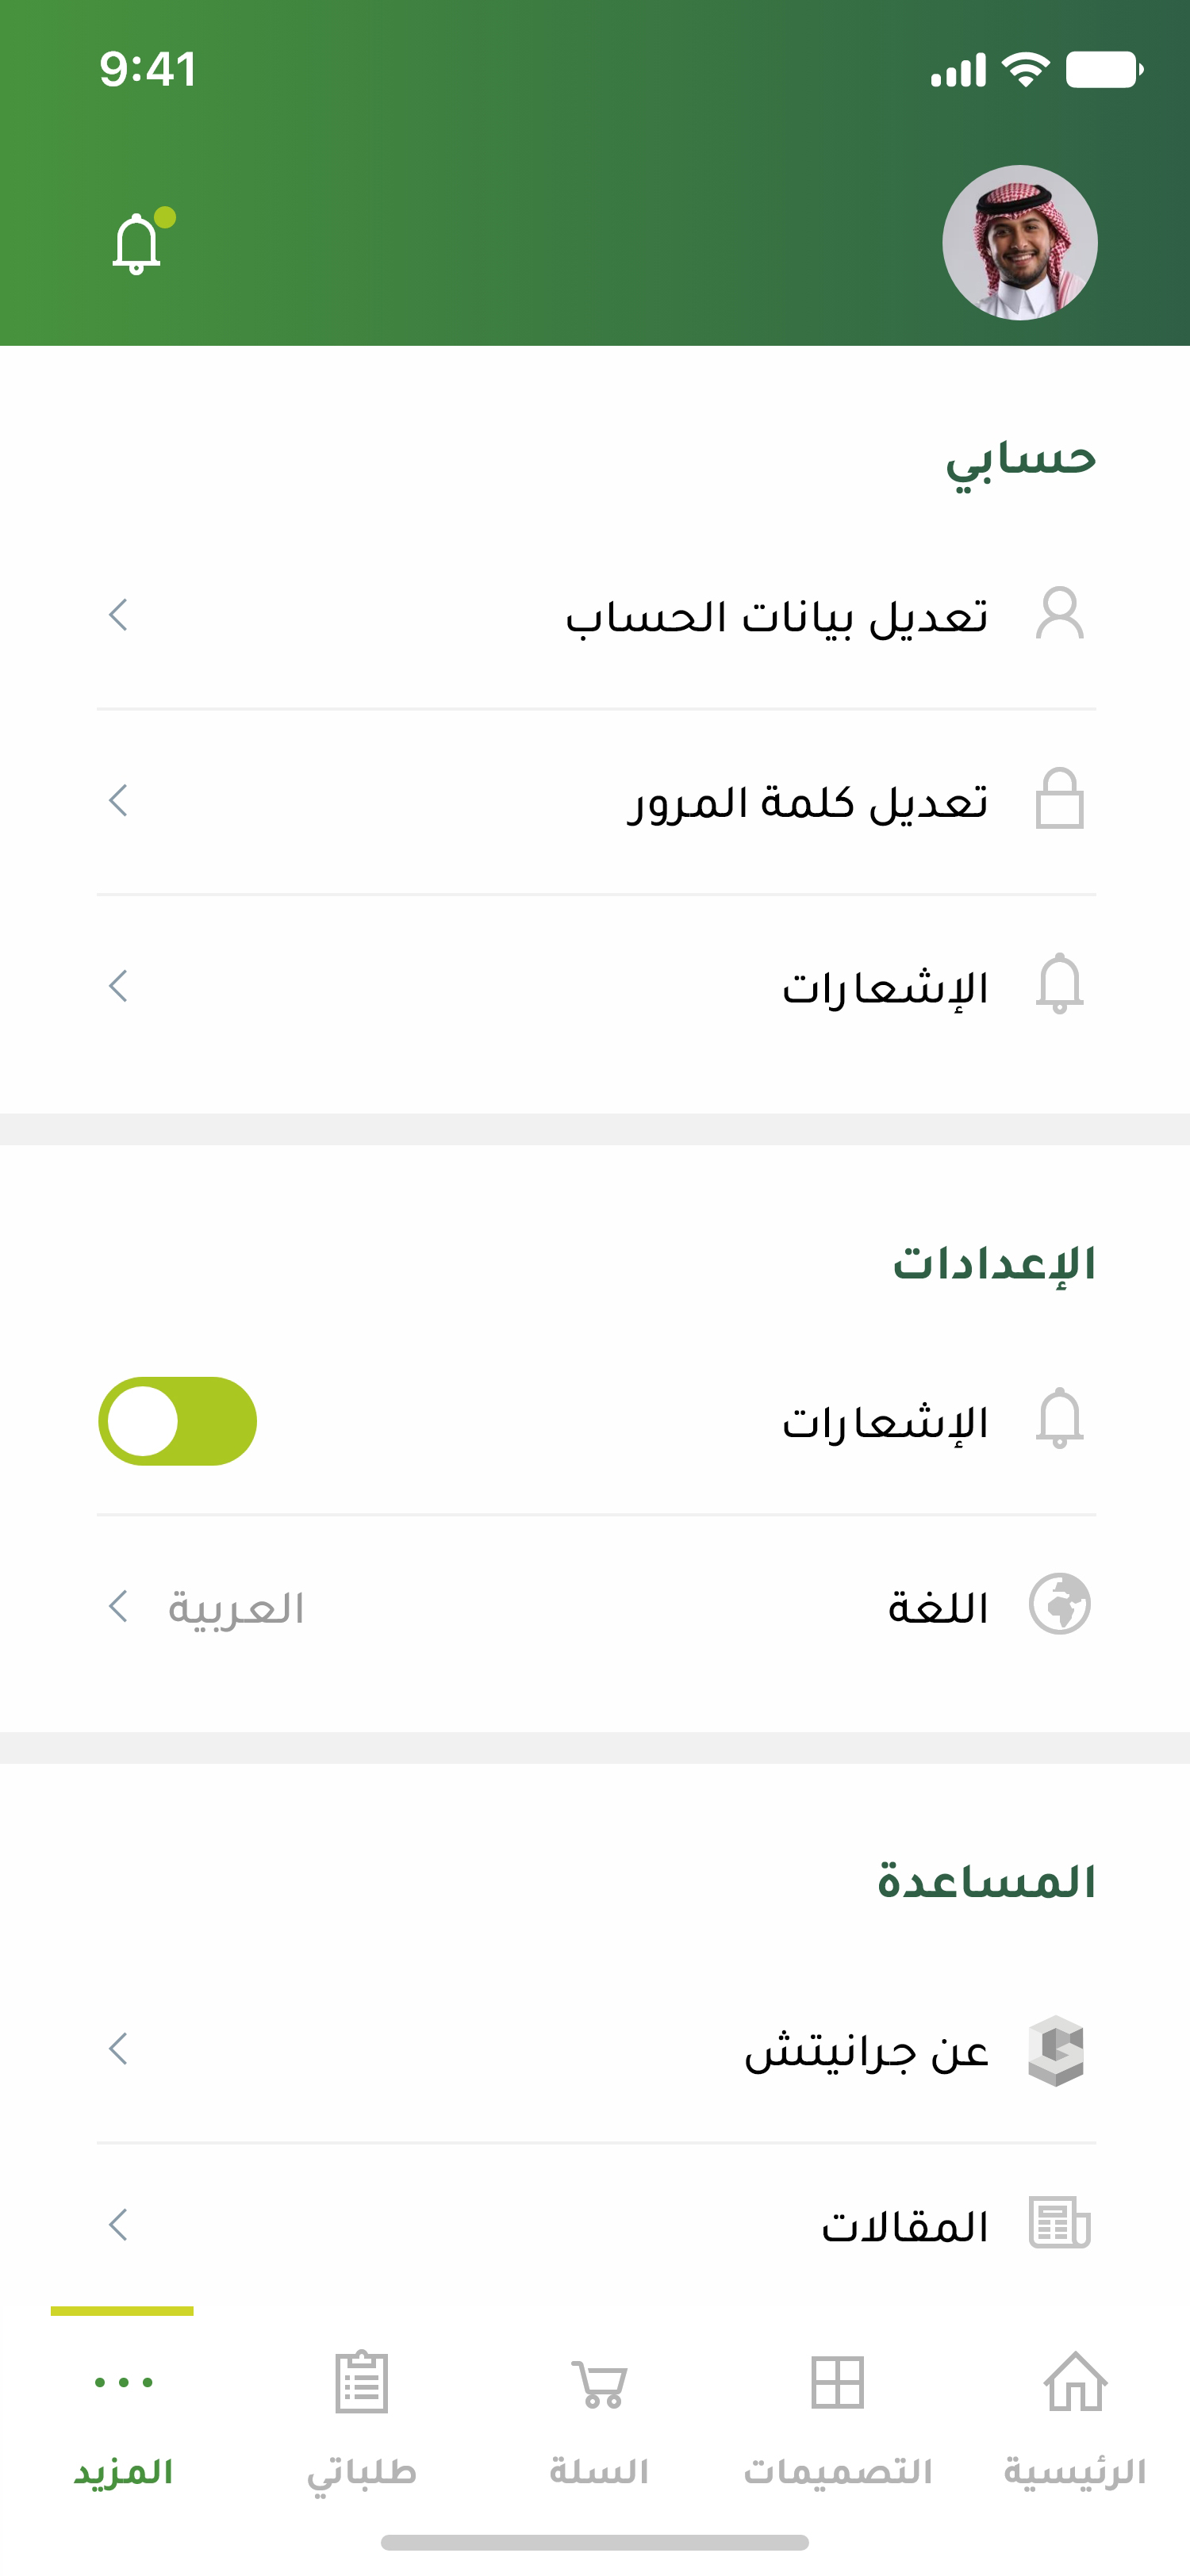 9:41
حسابي
تعديل بيانات الحساب
تعديل كلمة المرور
الإشعارات
الإعدادات
الإشعارات
اللغة العربية
المساعدة
عن جرانيتش
المقالات
الرئيسية التصميمات السلة طلباتي المزيد